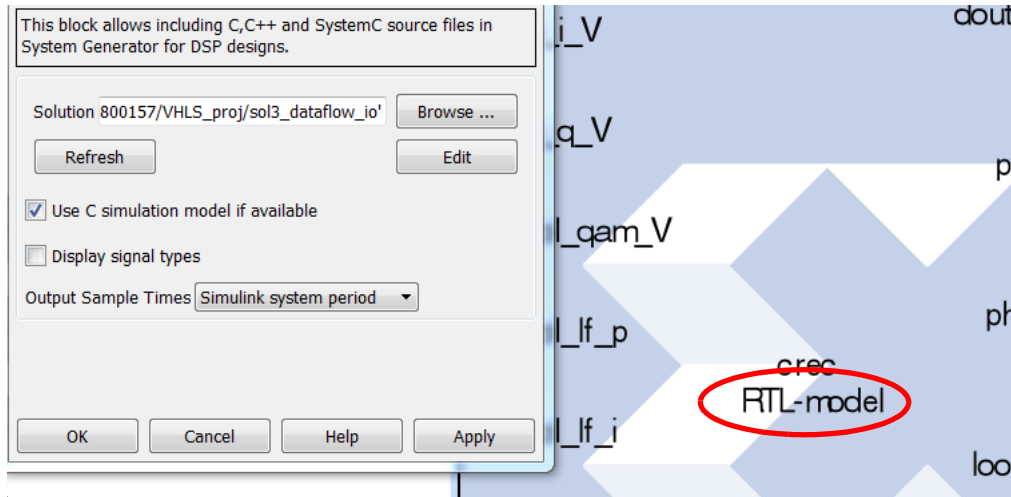 This block allows including C,C++ and SystemC source files in
System Generator for DSP designs.
Solution 800157/VHLS_proj/sol3_dataflow_io' Browse ...
Refresh Edit
Use C simulation model if available
Display signal types
Output Sample Times Simulink system period
OK Cancel Help Apply
i_V
q_V
l_qam_V
l_lf_p
l_lf_i
crec
RTL-model
dout
p
ph
loo